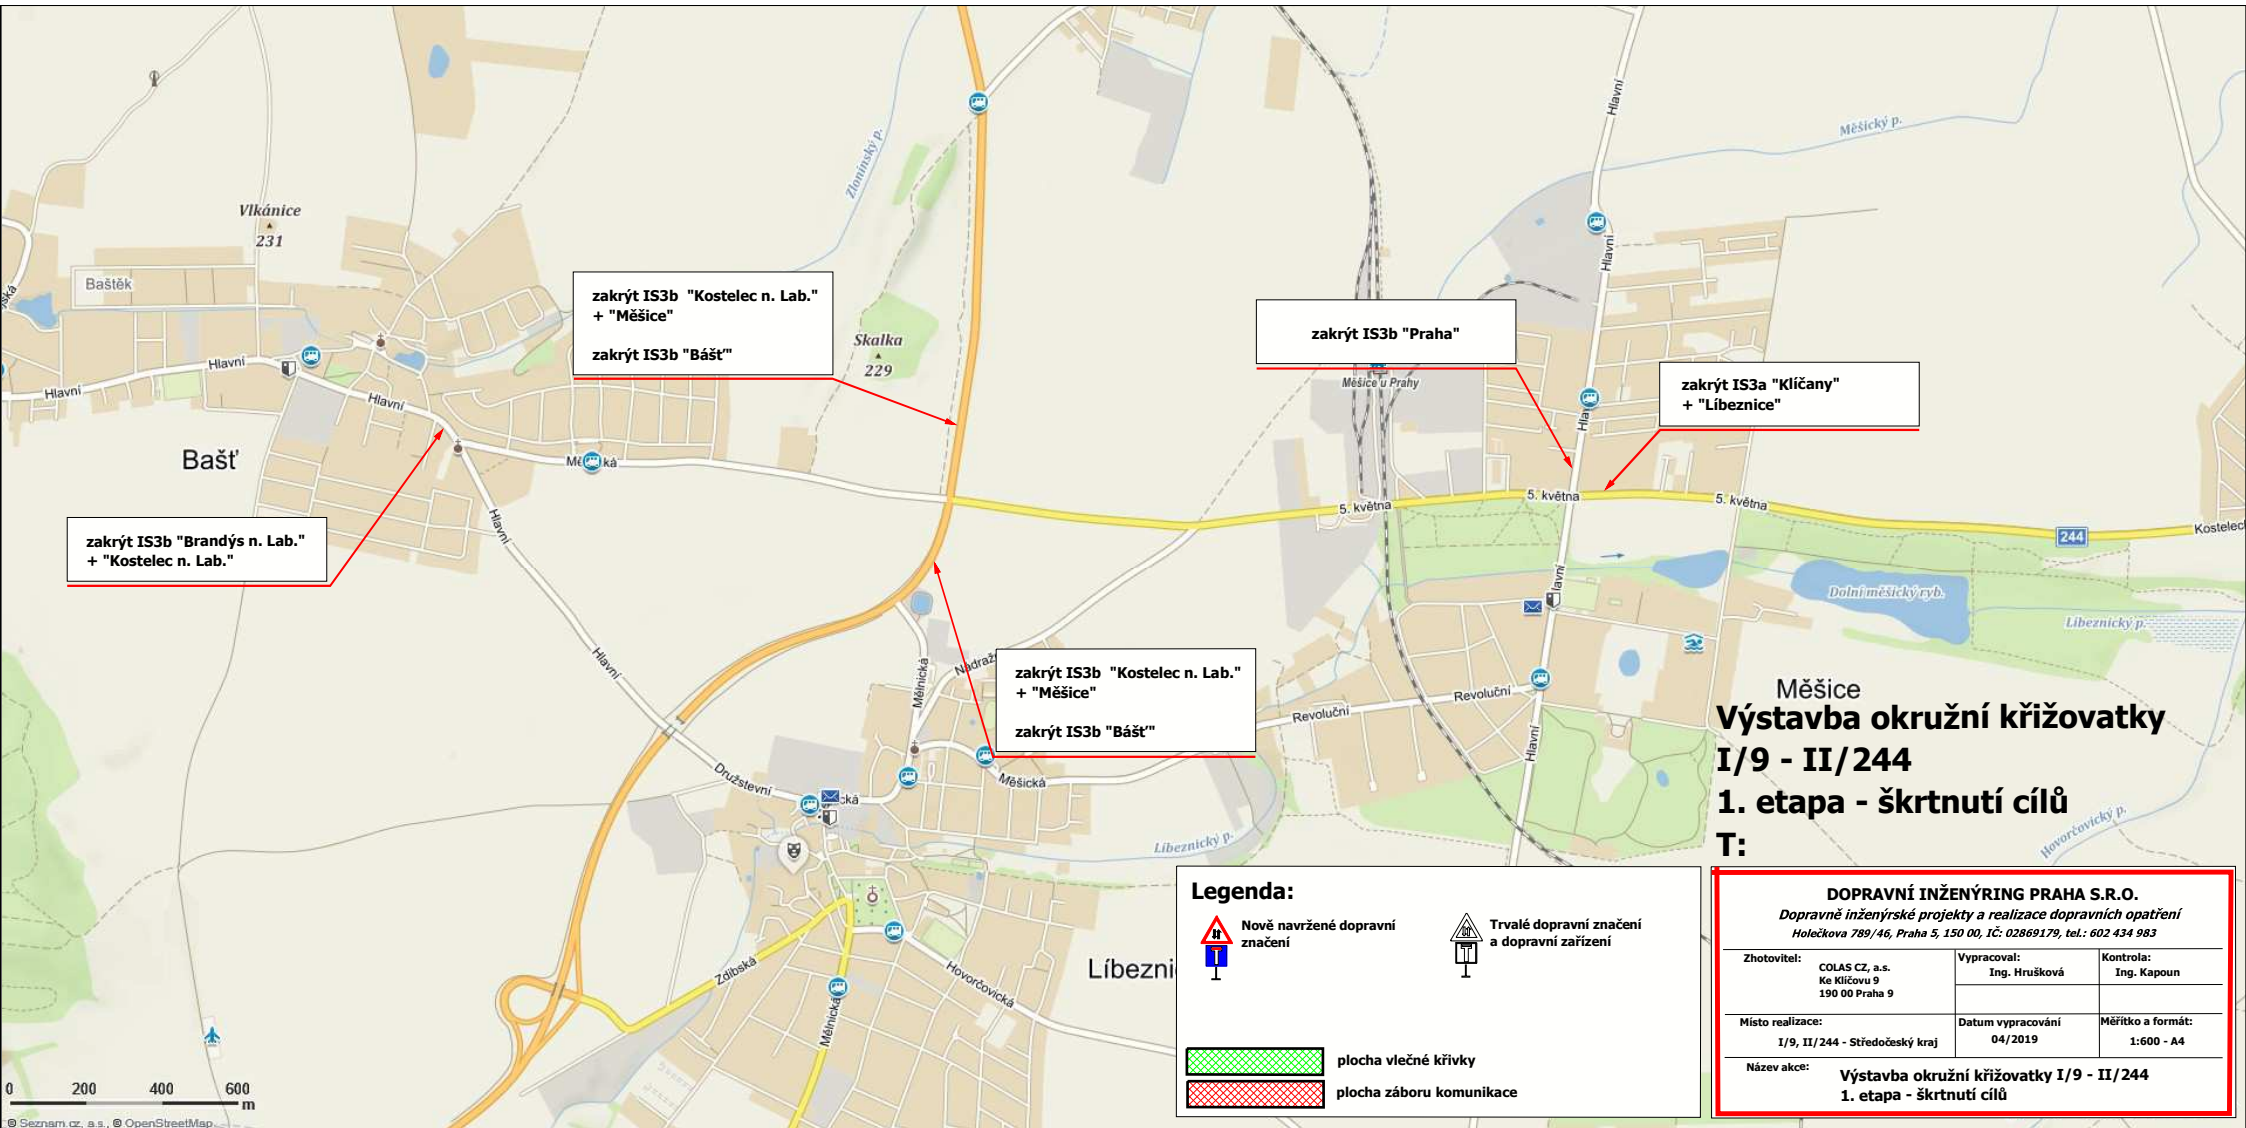 Hlavní
Měšický p.
Zlonínský p.
Vlkánice
231
Hlavní
Baštěk
zakrýt IS3b "Kostelec n. Lab."
+ "Měšice"
zakrýt IS3b "Bášť"
Skalka
229
zakrýt IS3b "Praha"
Měšice u Prahy
zakrýt IS3a "Klíčany"
+ "Líbeznice"
Hlavní
Hlavní
Hlavní
Bašť
5. května
5. května
5. května
Hlavní
244
zakrýt IS3b "Brandýs n. Lab."
+ "Kostelec n. Lab."
Dolní měšický ryb.
Líbeznický p.
Hlavní
Mělnická
zakrýt IS3b "Kostelec n. Lab."
+ "Měšice"
zakrýt IS3b "Bášť"
Revoluční
Revoluční
Hlavní
Měšice
Výstavba okružní křižovatky
I/9 - II/244
1. etapa - škrtnutí cílů
T:
Družstevní
Měšická
Líbeznický p.
Hovorčovický p.
Zdibská
Hovorčovická
Mělnická
Legenda:
Nově navržené dopravní
značení
Trvalé dopravní značení
a dopravní zařízení
plocha vlečné křivky
plocha záboru komunikace
DOPRAVNÍ INŽENÝRING PRAHA S.R.O.
Dopravně inženýrské projekty a realizace dopravních opatření
Holečkova 789/46, Praha 5, 150 00, IČ: 02869179, tel.: 602 434 983
Zhotovitel:
COLAS CZ, a.s.
Ke Klíčovu 9
190 00 Praha 9
Vypracoval:
Ing. Hrušková
Kontrola:
Ing. Kapoun
Místo realizace:
I/9, II/244 - Středočeský kraj
Datum vypracování
04/2019
Měřítko a formát:
1:600 - A4
Název akce:
Výstavba okružní křižovatky I/9 - II/244
1. etapa - škrtnutí cílů
0 200 400 600
m
© Seznam.cz, a.s., © OpenStreetMap